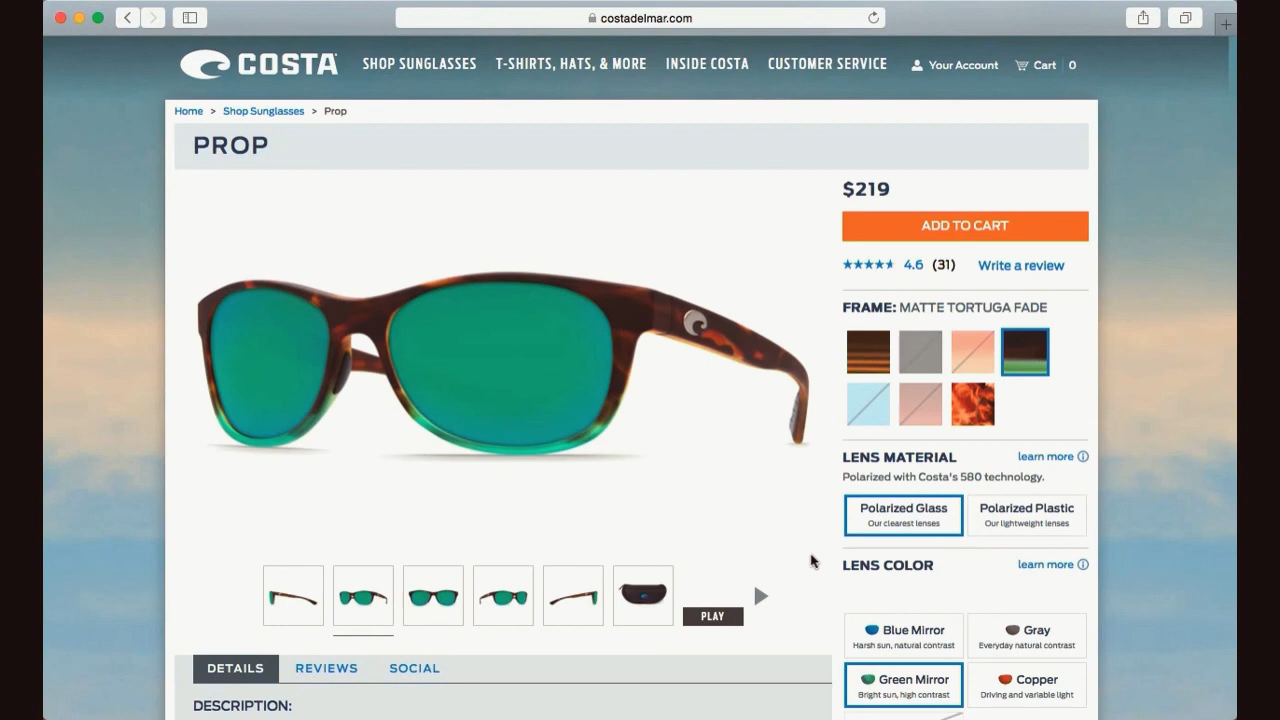 costadelmar.com
COSTA
SHOP SUNGLASSES T-SHIRTS, HATS, & MORE INSIDE COSTA CUSTOMER SERVICE Your Account Cart 0
Home > Shop Sunglasses > Prop
PROP
$219
ADD TO CART
4.6 (31) Write a review
FRAME: MATTE TORTUGA FADE
LENS MATERIAL learn more
Polarized with Costa's 580 technology.
Polarized Glass
Our clearest lenses
Polarized Plastic
Our lightweight lenses
LENS COLOR learn more
Blue Mirror
Harsh sun, natural contrast
Gray
Everyday natural contrast
Green Mirror
Bright sun, high contrast
Copper
Driving and variable light
PLAY
DETAILS REVIEWS SOCIAL
DESCRIPTION: